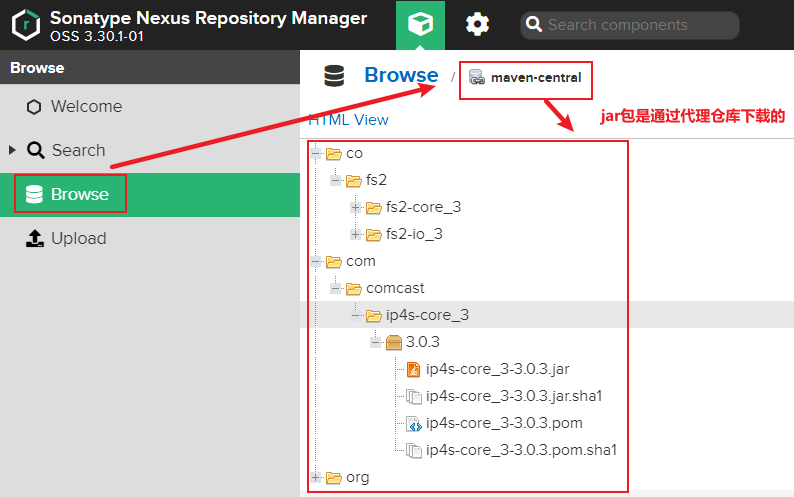 Sonatype Nexus Repository Manager
OSS 3.30.1-01
Search components
Browse
Welcome
Search
Browse
Upload
Browse / maven-central
HTML View
jar包是通过代理仓库下载的
co
fs2
fs2-core_3
fs2-io_3
com
comcast
ip4s-core_3
3.0.3
ip4s-core_3-3.0.3.jar
ip4s-core_3-3.0.3.jar.sha1
ip4s-core_3-3.0.3.pom
ip4s-core_3-3.0.3.pom.sha1
org